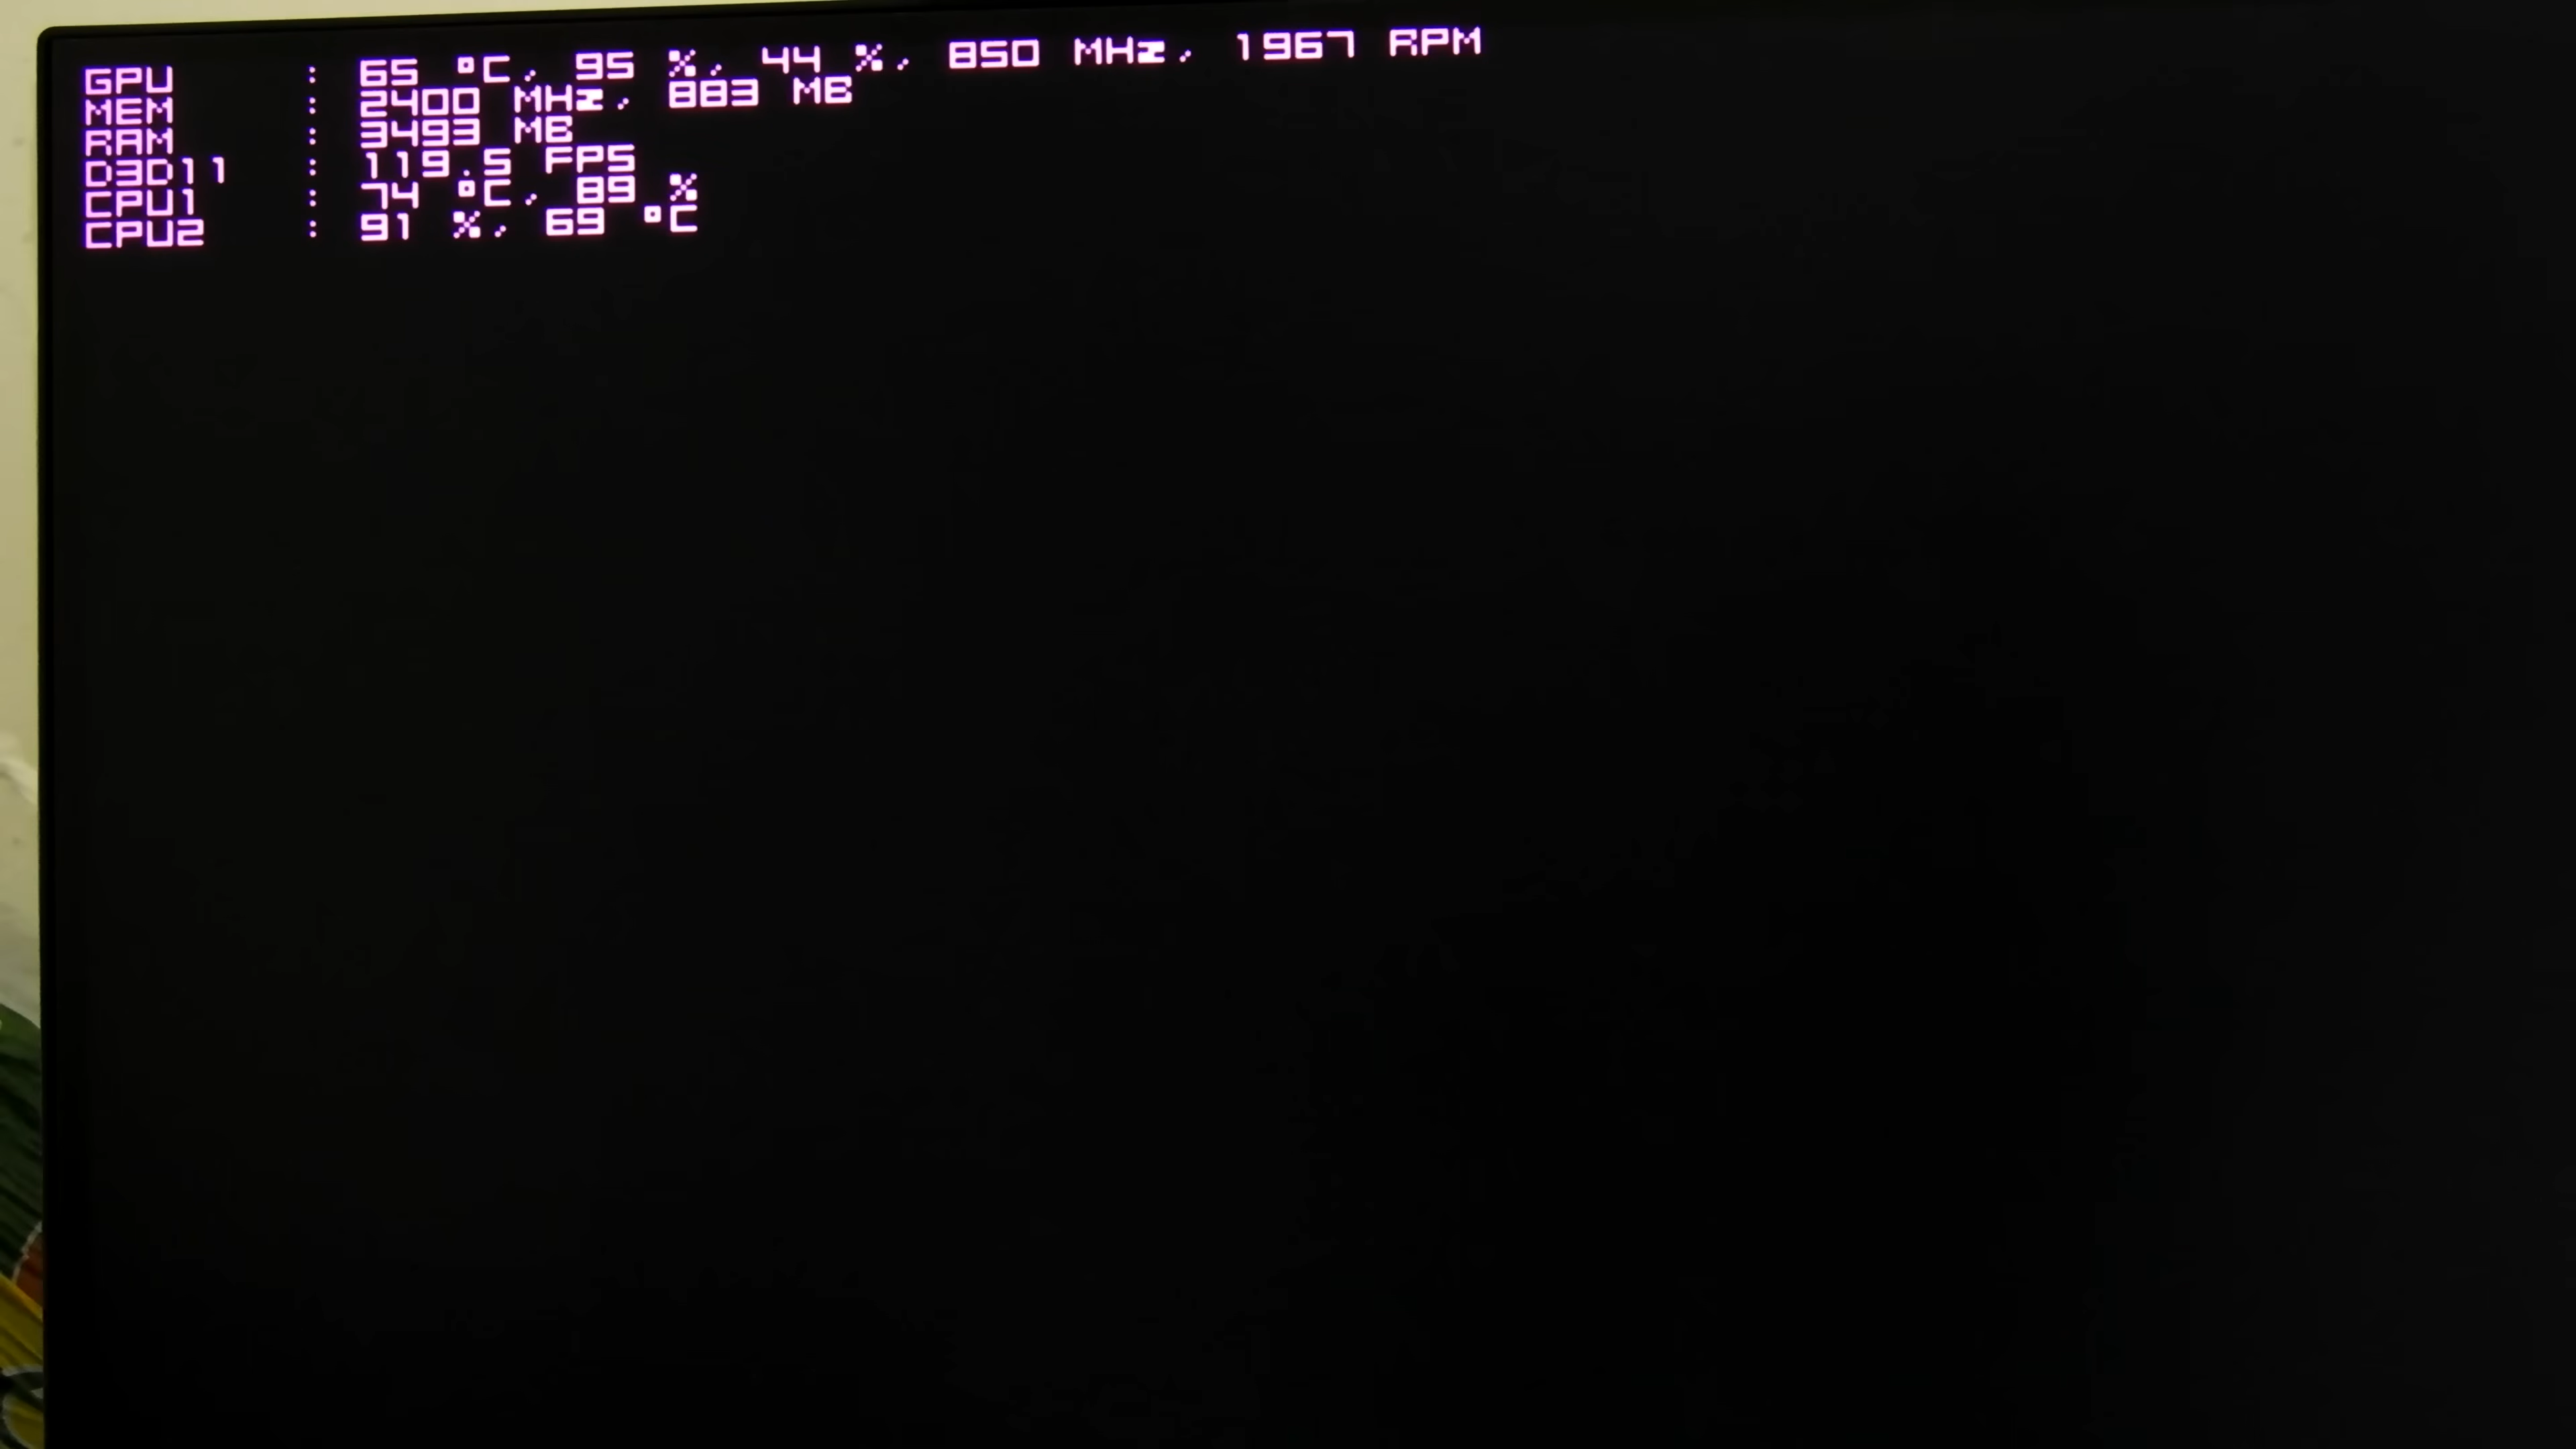 GPU : 65 °C, 95 %, 44 %, 850 MHz, 1967 RPM
MEM : 2400 MHz, 883 MB
RAM : 3493 MB
D3D11 : 119.5 FPS
CPU1 : 74 °C, 89 %
CPU2 : 91 %, 69 °C